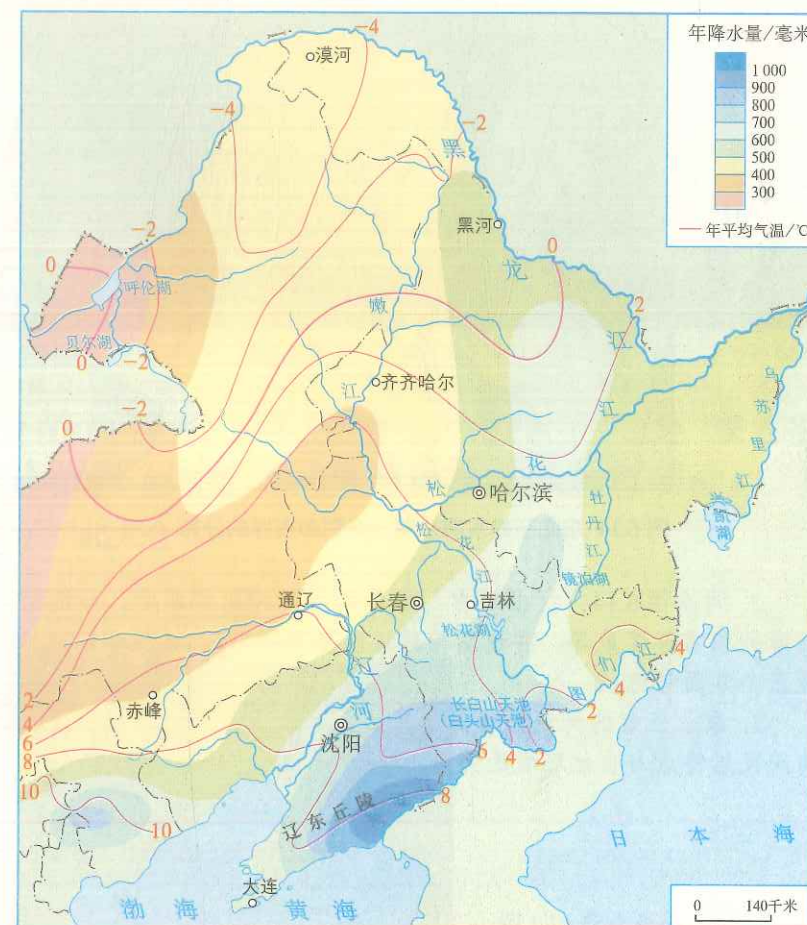 年降水量/毫米
1 000
900
800
700
600
500
400
300
年平均气温/℃
-4
漠河
-4
-2
黑
黑河
0
-2
0
呼伦湖
龙
2
嫩
江
贝尔湖
0
-2
齐齐哈尔
江
江
乌
苏
里
江
-2
0
花
松
哈尔滨
牡
丹
江
兴凯湖
松
花
江
镜泊湖
通辽
长春
吉林
松花湖
4
江
们
4
图
2
2
4
6
8
10
赤峰
辽
河
沈阳
长白山天池
(白头山天池)
6
4
2
8
10
辽东丘陵
大连
渤海
黄海
日本海
0 140千米